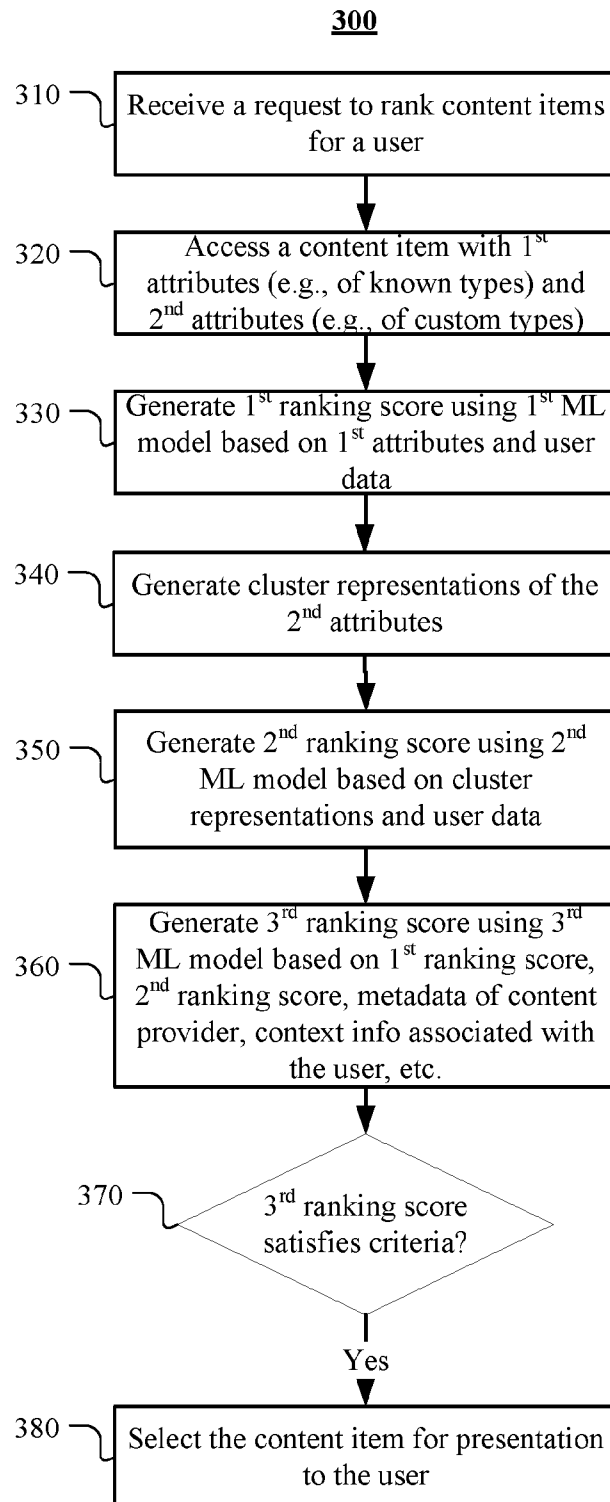 300
310
Receive a request to rank content items
for a user
320
Access a content item with 1st
attributes (e.g., of known types) and
2nd attributes (e.g., of custom types)
330
Generate 1st ranking score using 1st ML
model based on 1st attributes and user
data
340
Generate cluster representations of the
2nd attributes
350
Generate 2nd ranking score using 2nd
ML model based on cluster
representations and user data
360
Generate 3rd ranking score using 3rd
ML model based on 1st ranking score,
2nd ranking score, metadata of content
provider, context info associated with
the user, etc.
370
3rd ranking score
satisfies criteria?
Yes
380
Select the content item for presentation
to the user